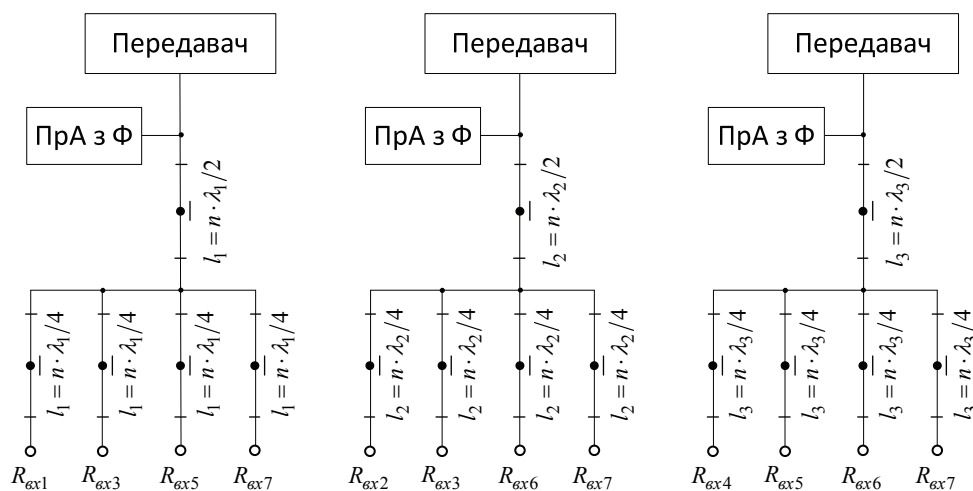 Передавач Передавач Передавач
ПрА з Ф ПрА з Ф ПрА з Ф
l₁ = n · λ₁/2 l₂ = n · λ₂/2 l₃ = n · λ₃/2
l₁ = n · λ₁/4 l₁ = n · λ₁/4 l₁ = n · λ₁/4 l₁ = n · λ₁/4 l₂ = n · λ₂/4 l₂ = n · λ₂/4 l₂ = n · λ₂/4 l₂ = n · λ₂/4 l₃ = n · λ₃/4 l₃ = n · λ₃/4 l₃ = n · λ₃/4 l₃ = n · λ₃/4
Rвх1 Rвх3 Rвх5 Rвх7 Rвх2 Rвх3 Rвх6 Rвх7 Rвх4 Rвх5 Rвх6 Rвх7